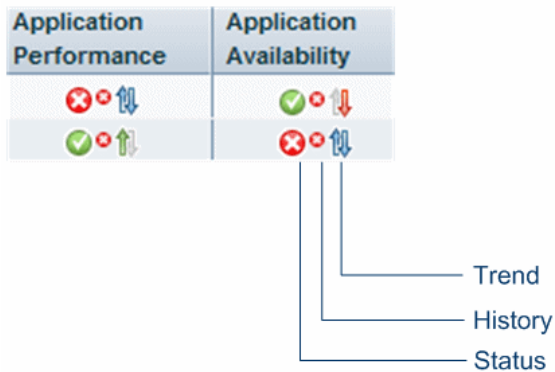 Application Application
Performance Availability
Trend
History
Status